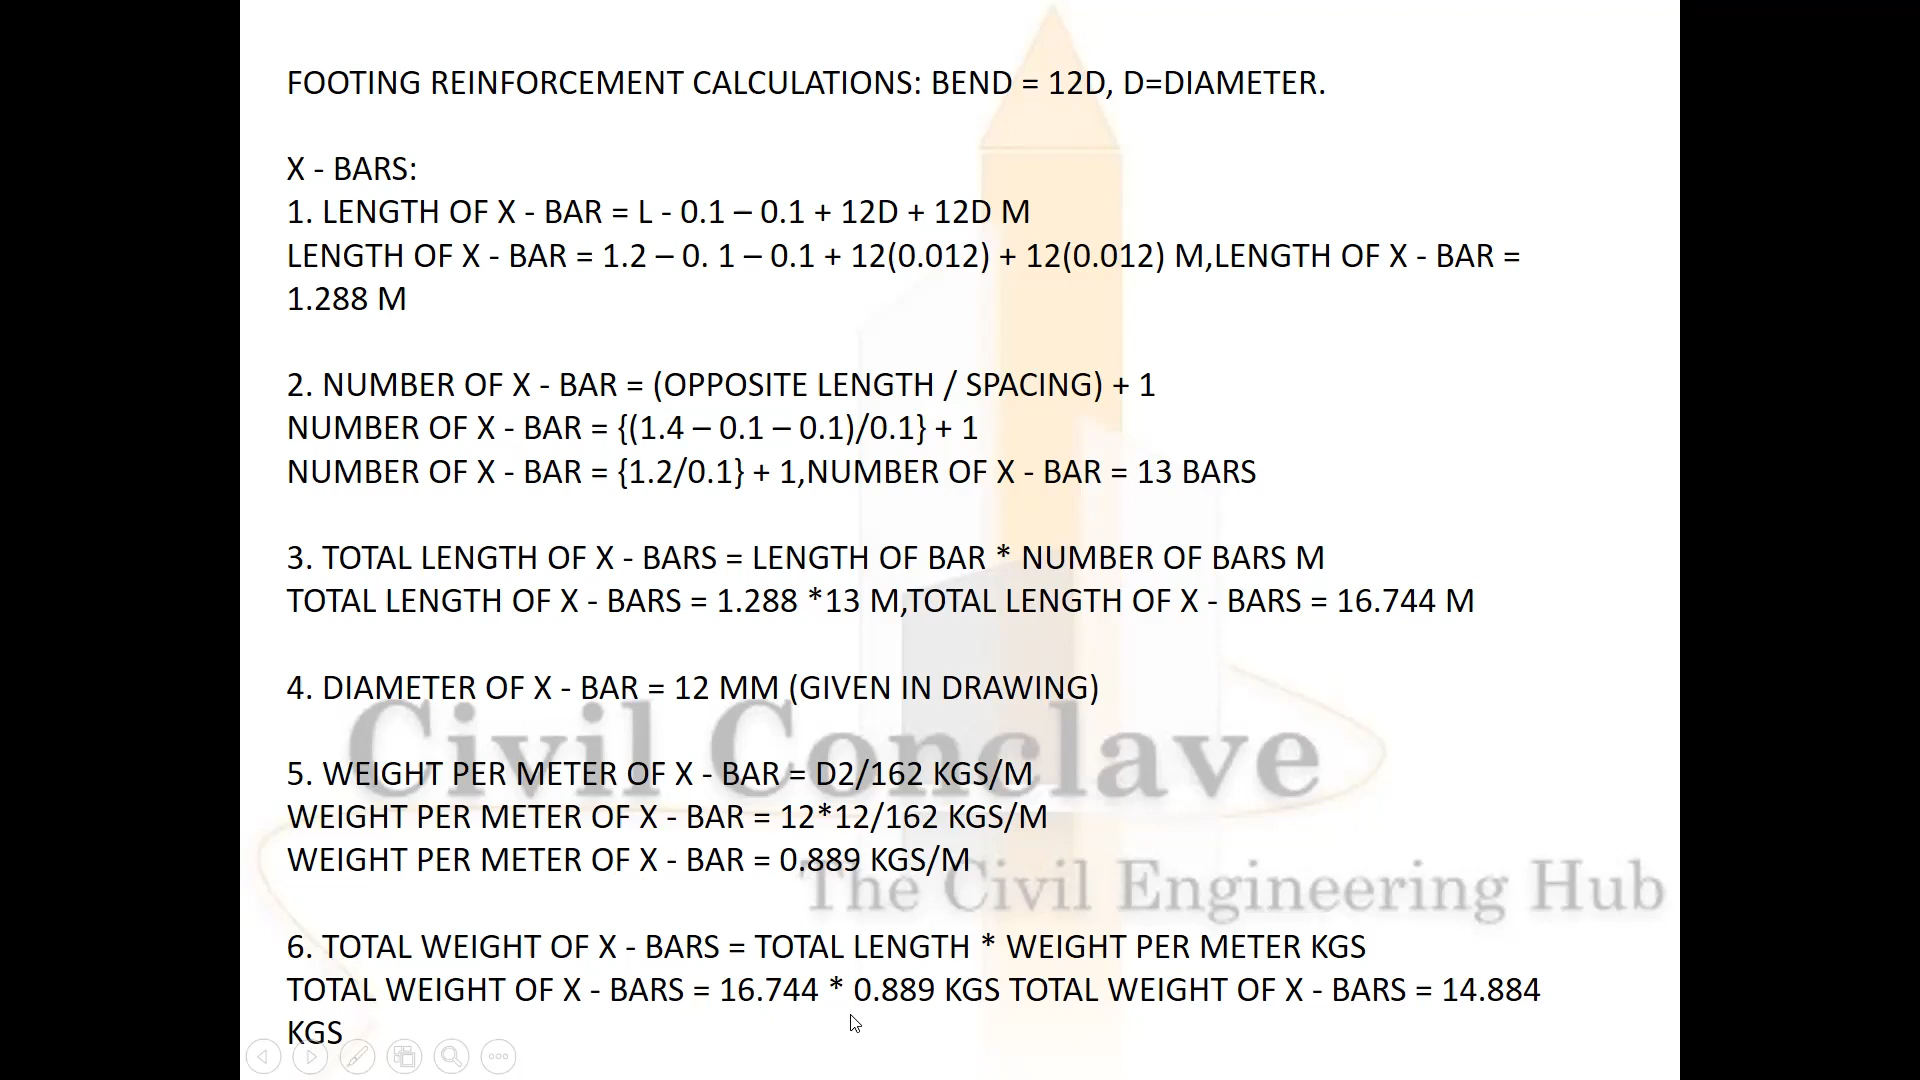 FOOTING REINFORCEMENT CALCULATIONS: BEND = 12D, D=DIAMETER.
X - BARS:
1. LENGTH OF X - BAR = L - 0.1 – 0.1 + 12D + 12D M
LENGTH OF X - BAR = 1.2 – 0. 1 – 0.1 + 12(0.012) + 12(0.012) M,LENGTH OF X - BAR =
1.288 M
2. NUMBER OF X - BAR = (OPPOSITE LENGTH / SPACING) + 1
NUMBER OF X - BAR = {(1.4 – 0.1 – 0.1)/0.1} + 1
NUMBER OF X - BAR = {1.2/0.1} + 1,NUMBER OF X - BAR = 13 BARS
3. TOTAL LENGTH OF X - BARS = LENGTH OF BAR * NUMBER OF BARS M
TOTAL LENGTH OF X - BARS = 1.288 *13 M,TOTAL LENGTH OF X - BARS = 16.744 M
4. DIAMETER OF X - BAR = 12 MM (GIVEN IN DRAWING)
Civil Conclave
5. WEIGHT PER METER OF X - BAR = D2/162 KGS/M
WEIGHT PER METER OF X - BAR = 12*12/162 KGS/M
WEIGHT PER METER OF X - BAR = 0.889 KGS/M
The Civil Engineering Hub
6. TOTAL WEIGHT OF X - BARS = TOTAL LENGTH * WEIGHT PER METER KGS
TOTAL WEIGHT OF X - BARS = 16.744 * 0.889 KGS TOTAL WEIGHT OF X - BARS = 14.884
KGS